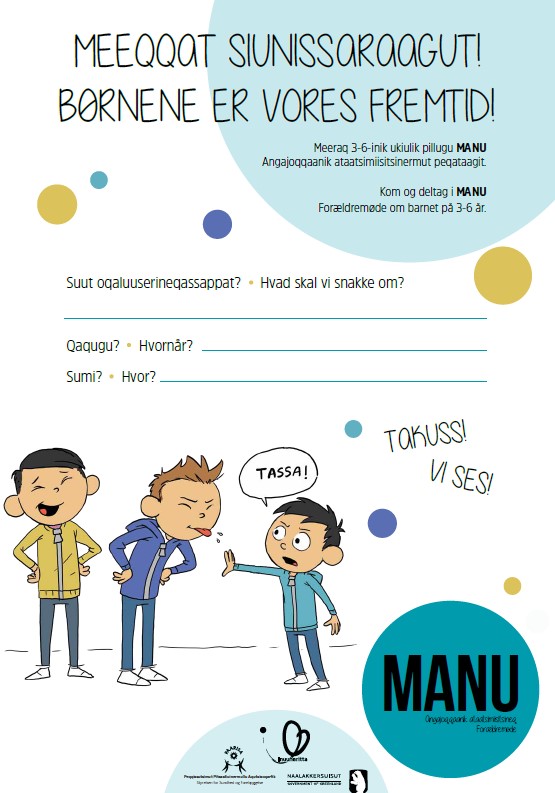 MEEQQAT SIUNISSARAAGUT!
BØRNENE ER VORES FREMTID!
Meeraq 3-6-inik ukiulik pillugu MANU
Angajoqqaanik ataatsimiisitsinermut peqataagit.
Kom og deltag i MANU
Forældremøde om barnet på 3-6 år.
Suut oqaluuserineqassappat? • Hvad skal vi snakke om?
Qaqugu? • Hvornår?
Sumi? • Hvor?
TAKUSS!
VI SES!
TASSA!
MANU
Angajoqqaanik ataatsimiisitsineq
Forældremøde
PAARISA
inuuneritta
NAALAKKERSUISUT
GOVERNMENT OF GREENLAND